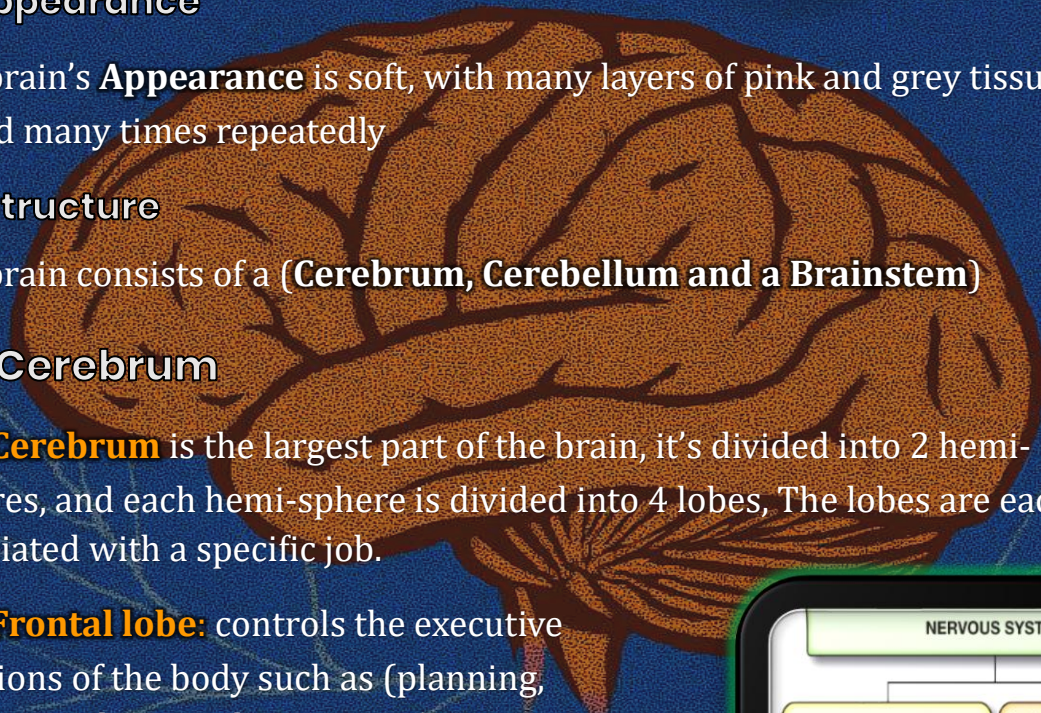 ppearance
brain’s Appearance is soft, with many layers of pink and grey tissu
d many times repeatedly
tructure
brain consists of a (Cerebrum, Cerebellum and a Brainstem)
Cerebrum
Cerebrum is the largest part of the brain, it’s divided into 2 hemi-
res, and each hemi-sphere is divided into 4 lobes, The lobes are eac
iated with a specific job.
Frontal lobe: controls the executive
ions of the body such as (planning,
NERVOUS SYST